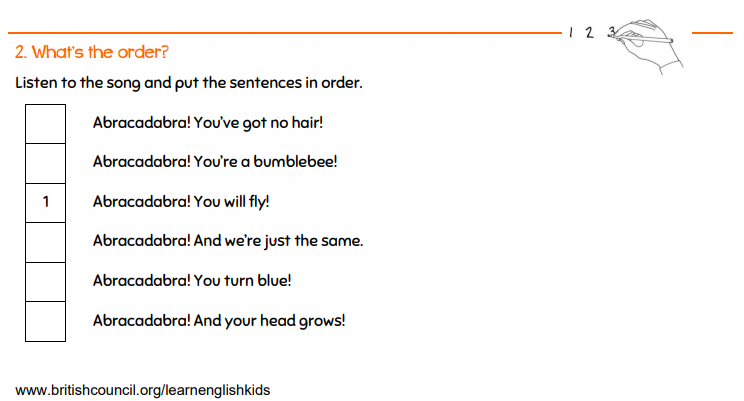 1 2 3
2. What's the order?
Listen to the song and put the sentences in order.
Abracadabra! You've got no hair!
Abracadabra! You're a bumblebee!
1 Abracadabra! You will fly!
Abracadabra! And we're just the same.
Abracadabra! You turn blue!
Abracadabra! And your head grows!
www.britishcouncil.org/learnenglishkids